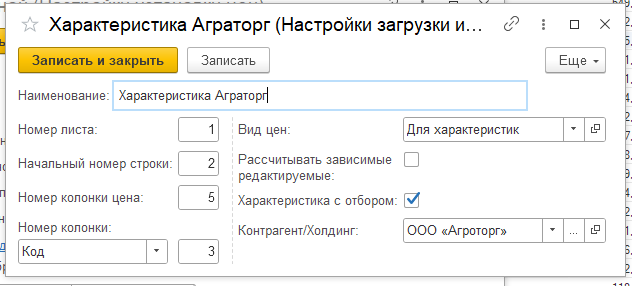 Характеристика Аграторг (Настройки загрузки и...
Записать и закрыть
Записать
Еще
Наименование: Характеристика Аграторг
Номер листа: 1
Начальный номер строки: 2
Номер колонки цена: 5
Номер колонки:
Код 3
Вид цен: Для характеристик
Рассчитывать зависимые
редактируемые:
Характеристика с отбором:
Контрагент/Холдинг: ООО «Агроторг» ...